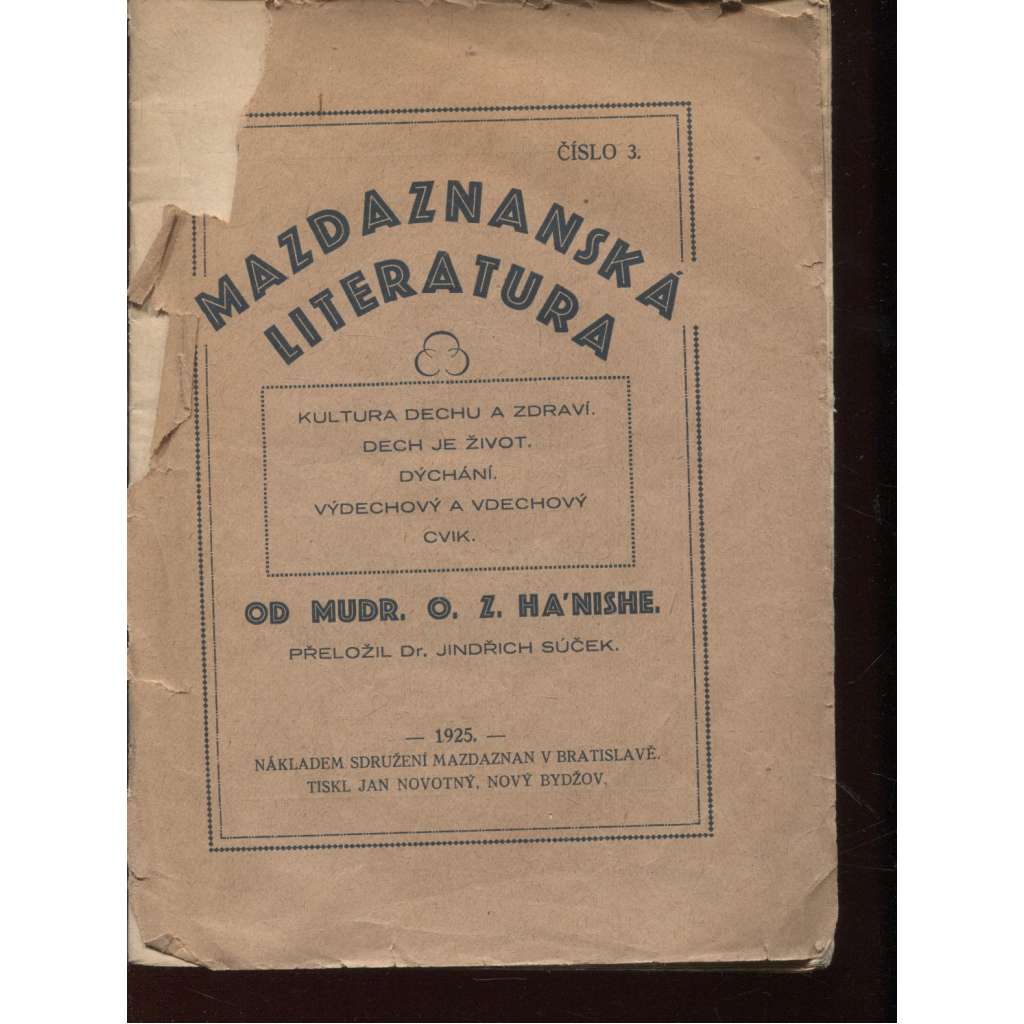 ČÍSLO 3.
MAZDAZNANSKÁ
LITERATURA
KULTURA DECHU A ZDRAVÍ.
DECH JE ŽIVOT.
DÝCHÁNÍ.
VÝDECHOVÝ A VDECHOVÝ
CVIK.
OD MUDR. O. Z. HA'NISHE.
PŘELOŽIL Dr. JINDŘICH SÚČEK.
— 1925. —
NÁKLADEM SDRUŽENÍ MAZDAZNAN V BRATISLAVĚ.
TISKL JAN NOVOTNÝ, NOVÝ BYDŽOV.